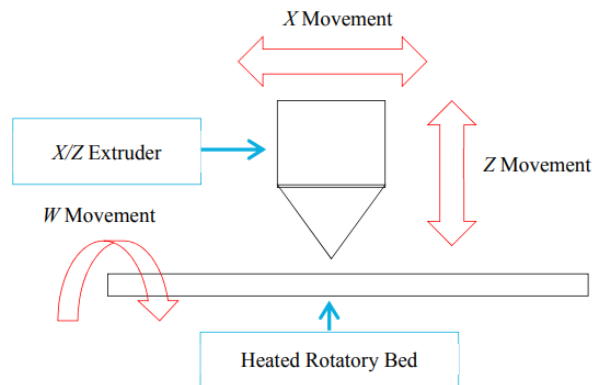 X Movement
X/Z Extruder
Z Movement
W Movement
Heated Rotatory Bed